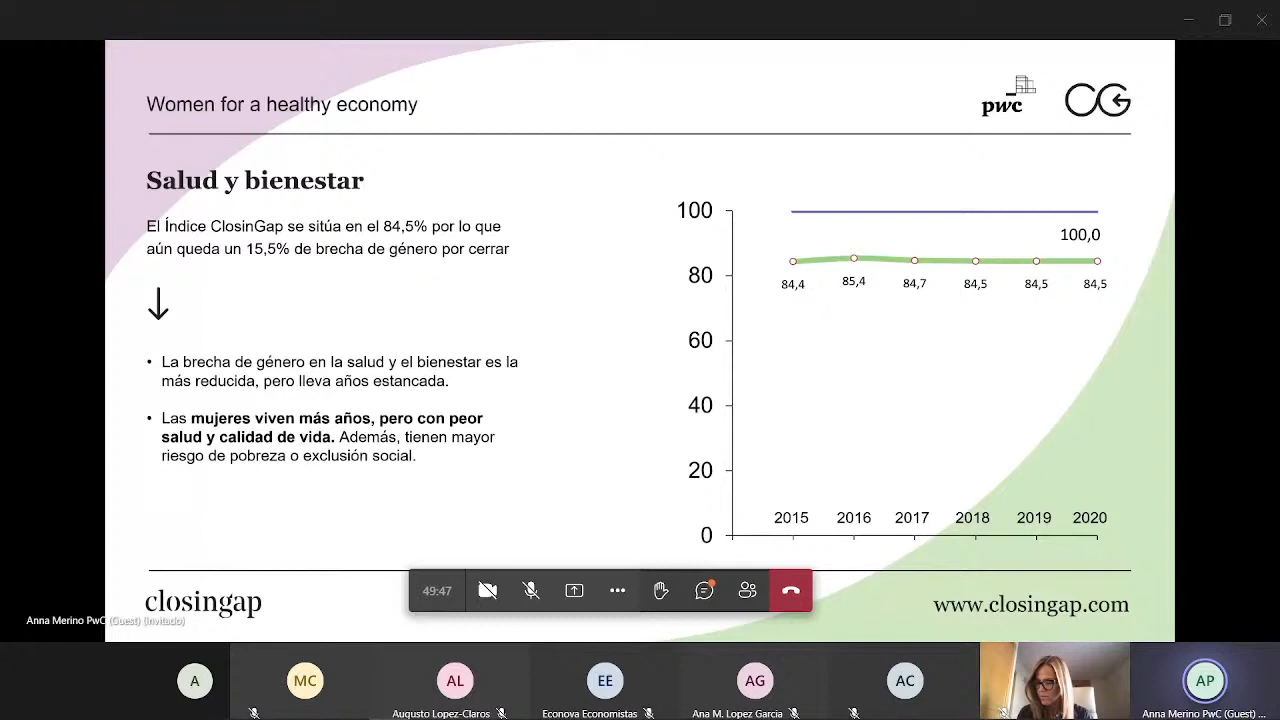 Women for a healthy economy
pwc
CG
Salud y bienestar
El Índice ClosinGap se sitúa en el 84,5% por lo que
aún queda un 15,5% de brecha de género por cerrar
• La brecha de género en la salud y el bienestar es la
más reducida, pero lleva años estancada.
• Las mujeres viven más años, pero con peor
salud y calidad de vida. Además, tienen mayor
riesgo de pobreza o exclusión social.
100
80
60
40
20
0
100,0
84,4 85,4 84,7 84,5 84,5 84,5
2015 2016 2017 2018 2019 2020
49:47
closingap
www.closingap.com
Anna Merino PwC (Guest) (Invitado)
A
MC
AL
EE
AG
AC
AP
Augusto Lopez-Claros
Econova Economistas
Ana M. Lopez Garcia
Anna Merino PwC (Guest) ...